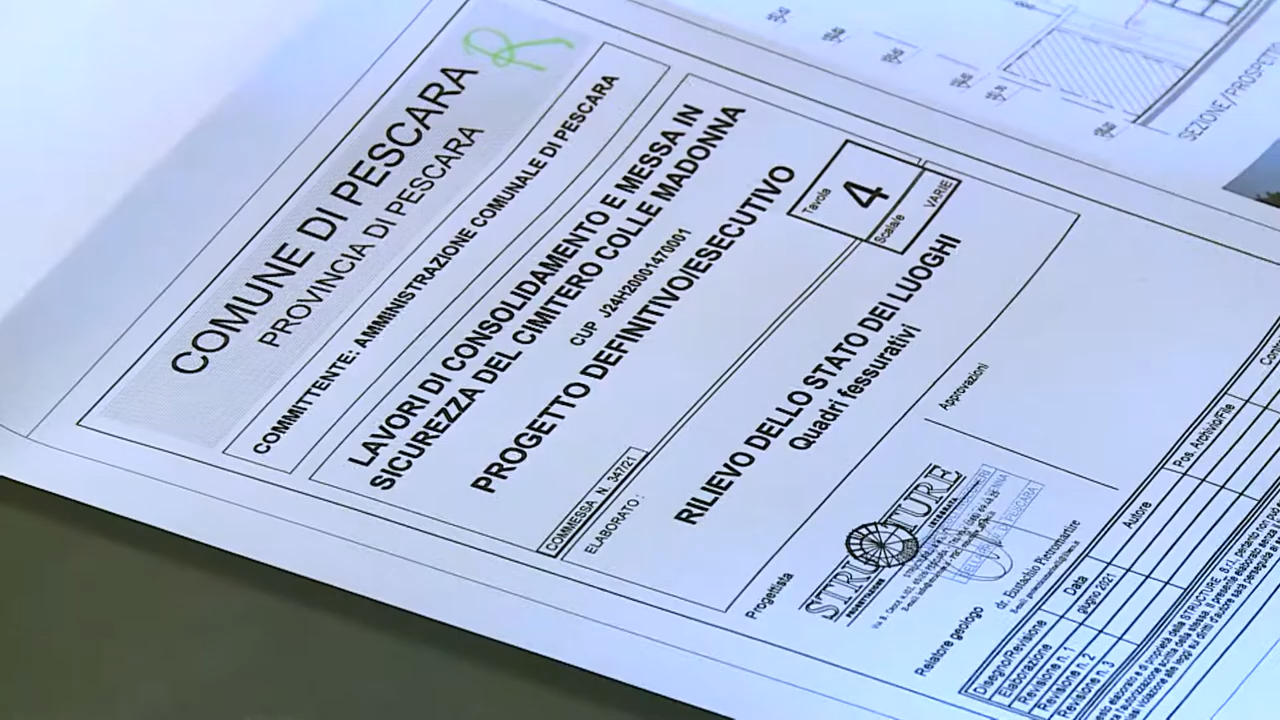 COMUNE DI PESCARA
PROVINCIA DI PESCARA
COMMITTENTE: AMMINISTRAZIONE COMUNALE DI PESCARA
LAVORI DI CONSOLIDAMENTO E MESSA IN
SICUREZZA DEL CIMITERO COLLE MADONNA
CUP J24H20001470001
PROGETTO DEFINITIVO/ESECUTIVO
Tavola
4
Scala/e
VARIE
COMMESSA N. 347/21
ELABORATO :
RILIEVO DELLO STATO DEI LUOGHI
Quadri fessurativi
Approvazioni
Progettista
STRUCTURE
Relatore geologo
dr. Eustachio Pietromartire
Disegno/Revisione
Data
Autore
Pos. Archivio/File
Elaborazione
giugno 2021
Revisione n. 1
Revisione n. 2
Revisione n. 3
SEZIONE / PROSPETT